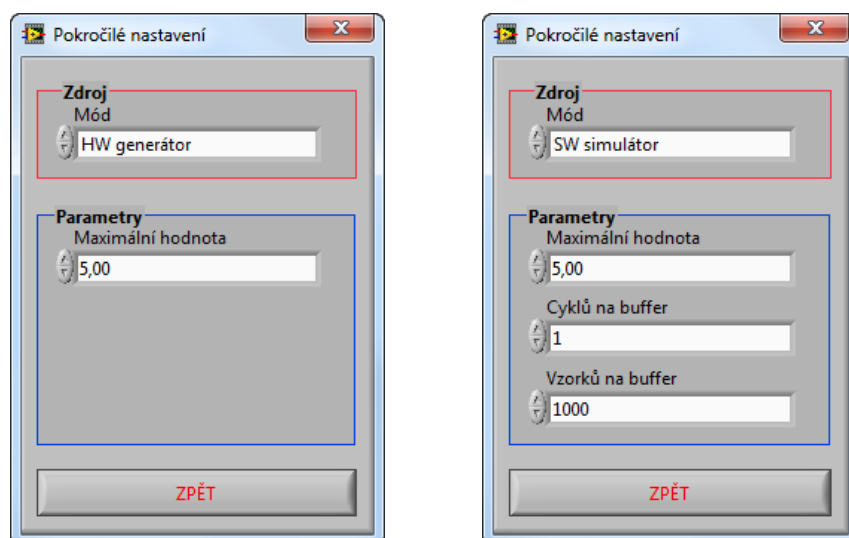 Pokročilé nastavení
Zdroj
Mód
HW generátor
Parametry
Maximální hodnota
5,00
ZPĚT
Pokročilé nastavení
Zdroj
Mód
SW simulátor
Parametry
Maximální hodnota
5,00
Cyklů na buffer
1
Vzorků na buffer
1000
ZPĚT